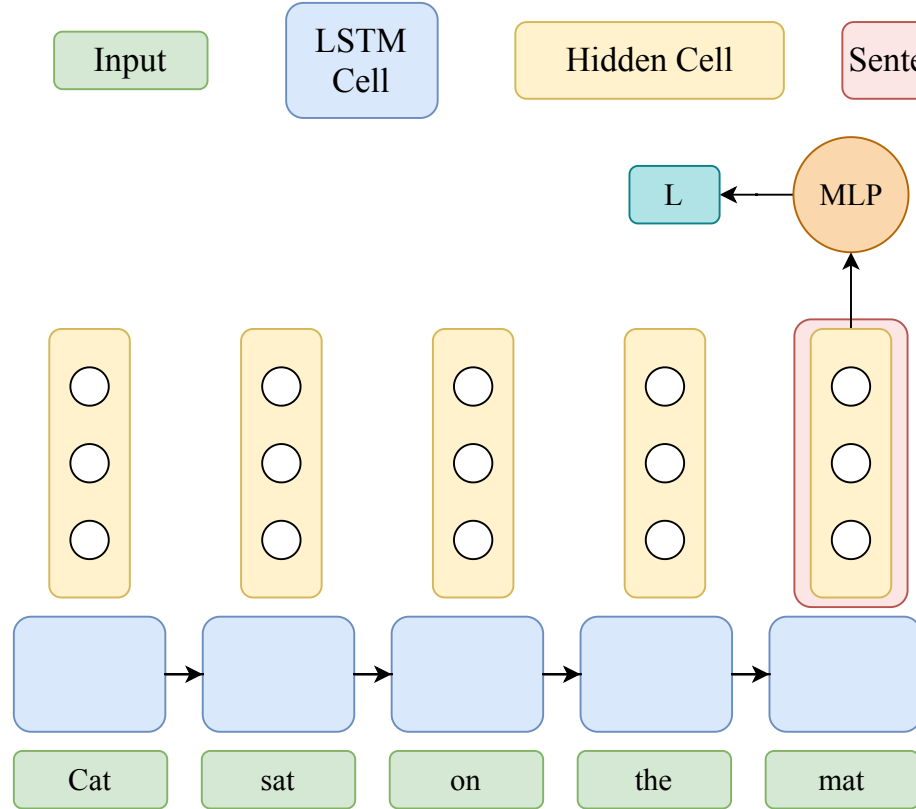 Input
LSTM
Cell
Hidden Cell
L
MLP
Cat
sat
on
the
mat